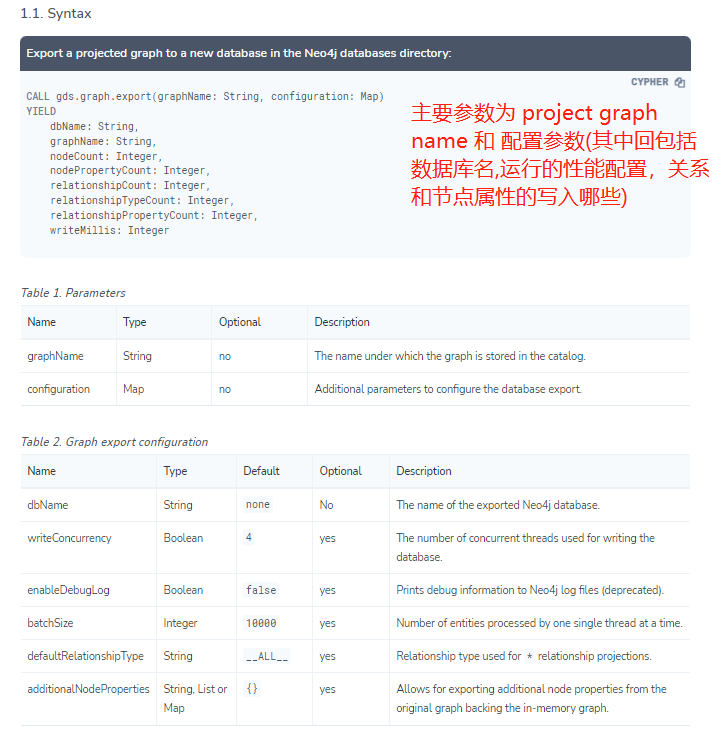 1.1. Syntax
Export a projected graph to a new database in the Neo4j databases directory:
CYPHER
CALL gds.graph.export(graphName: String, configuration: Map)
YIELD
dbName: String,
graphName: String,
nodeCount: Integer,
nodePropertyCount: Integer,
relationshipCount: Integer,
relationshipTypeCount: Integer,
relationshipPropertyCount: Integer,
writeMillis: Integer
主要参数为 project graph
name 和 配置参数(其中回包括
数据库名,运行的性能配置，关系
和节点属性的写入哪些)
Table 1. Parameters
Name Type Optional Description
graphName String no The name under which the graph is stored in the catalog.
configuration Map no Additional parameters to configure the database export.
Table 2. Graph export configuration
Name Type Default Optional Description
dbName String none No The name of the exported Neo4j database.
writeConcurrency Boolean 4 yes The number of concurrent threads used for writing the
database.
enableDebugLog Boolean false yes Prints debug information to Neo4j log files (deprecated).
batchSize Integer 10000 yes Number of entities processed by one single thread at a time.
defaultRelationshipType String __ALL__ yes Relationship type used for * relationship projections.
additionalNodeProperties String, List or {} yes Allows for exporting additional node properties from the
Map original graph backing the in-memory graph.